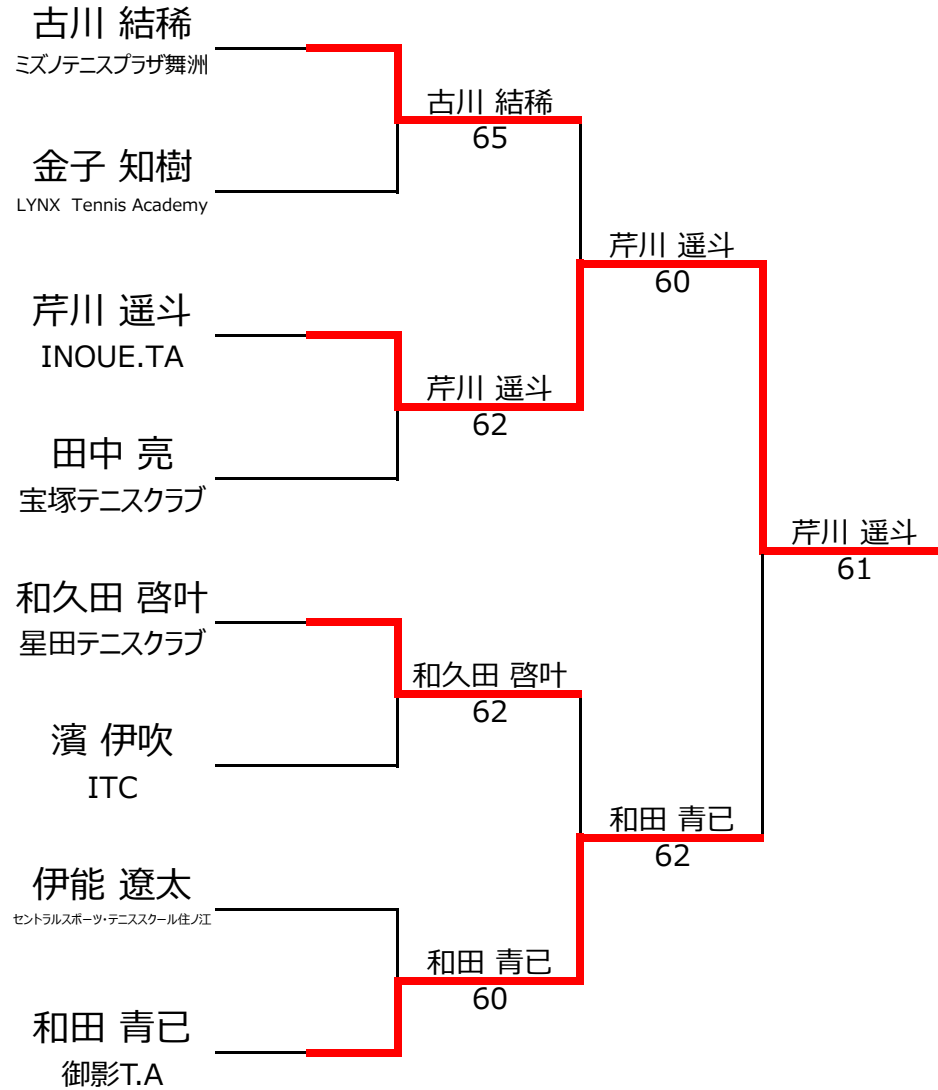 古川 結稀
ミズノテニスプラザ舞洲
古川 結稀
65
金子 知樹
LYNX Tennis Academy
芹川 遥斗
60
芹川 遥斗
INOUE.TA
芹川 遥斗
62
田中 亮
宝塚テニスクラブ
芹川 遥斗
61
和久田 啓叶
星田テニスクラブ
和久田 啓叶
62
濱 伊吹
ITC
和田 青已
62
伊能 遼太
セントラルスポーツ・テニススクール住ノ江
和田 青已
60
和田 青已
御影T.A